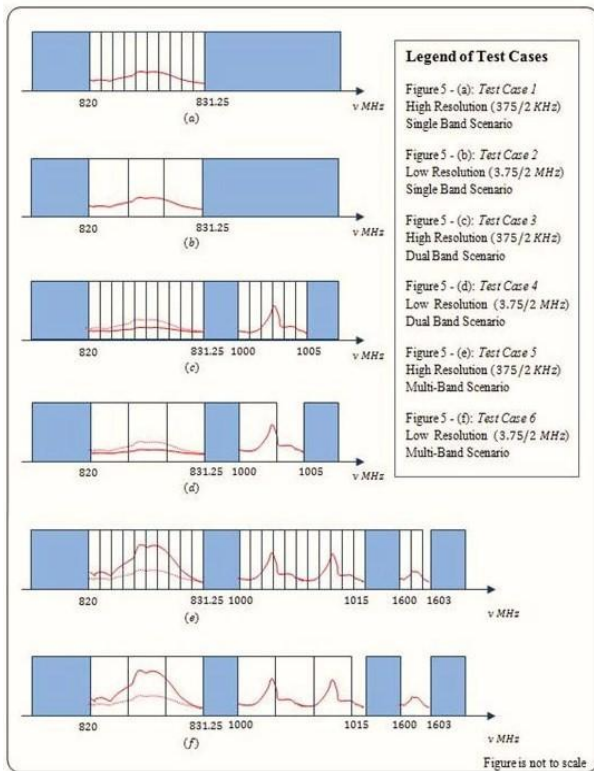 820
831.25
v MHz
(a)
820
831.25
v MHz
(b)
820
831.25
1000
1005
v MHz
(c)
820
831.25
1000
1005
v MHz
(d)
820
831.25
1000
1015
1600
1603
v MHz
(e)
820
831.25
1000
1015
1600
1603
v MHz
(f)
Legend of Test Cases
Figure 5 - (a): Test Case 1
High Resolution (375/2 KHz)
Single Band Scenario
Figure 5 - (b): Test Case 2
Low Resolution (3.75/2 MHz)
Single Band Scenario
Figure 5 - (c): Test Case 3
High Resolution (375/2 KHz)
Dual Band Scenario
Figure 5 - (d): Test Case 4
Low Resolution (3.75/2 MHz)
Dual Band Scenario
Figure 5 - (e): Test Case 5
High Resolution (375/2 KHz)
Multi-Band Scenario
Figure 5 - (f): Test Case 6
Low Resolution (3.75/2 MHz)
Multi-Band Scenario
Figure is not to scale